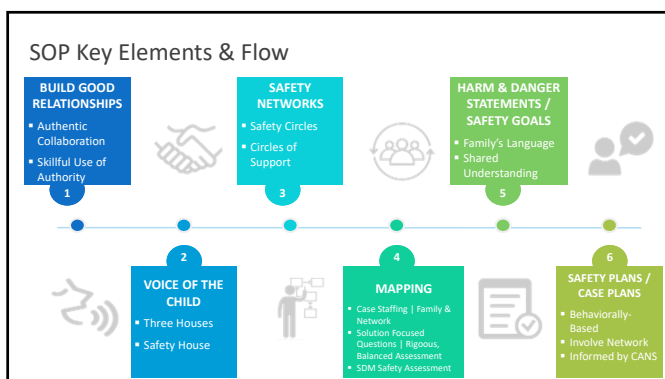 SOP Key Elements & Flow
BUILD GOOD
RELATIONSHIPS
▪ Authentic
Collaboration
▪ Skillful Use of
Authority
1
2
VOICE OF THE
CHILD
▪ Three Houses
▪ Safety House
SAFETY
NETWORKS
▪ Safety Circles
▪ Circles of
Support
3
4
MAPPING
▪ Case Staffing | Family &
Network
▪ Solution Focused
Questions | Rigoous,
Balanced Assessment
▪ SDM Safety Assessment
HARM & DANGER
STATEMENTS /
SAFETY GOALS
▪ Family's Language
▪ Shared
Understanding
5
6
SAFETY PLANS /
CASE PLANS
▪ Behaviorally-
Based
▪ Involve Network
▪ Informed by CANS